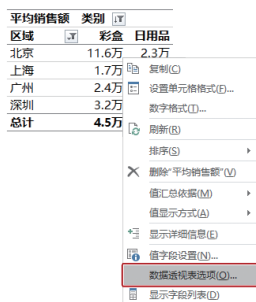 平均销售额 类别
区域 彩盒 日用品
北京 11.6万 2.3万
上海 1.7万
广州 2.4万
深圳 3.2万
总计 4.5万
复制(C)
设置单元格格式(F)...
数字格式(T)...
刷新(R)
排序(S)
删除"平均销售额"(V)
值汇总依据(M)
值显示方式(A)
显示详细信息(E)
值字段设置(N)...
数据透视表选项(O)...
显示字段列表(D)